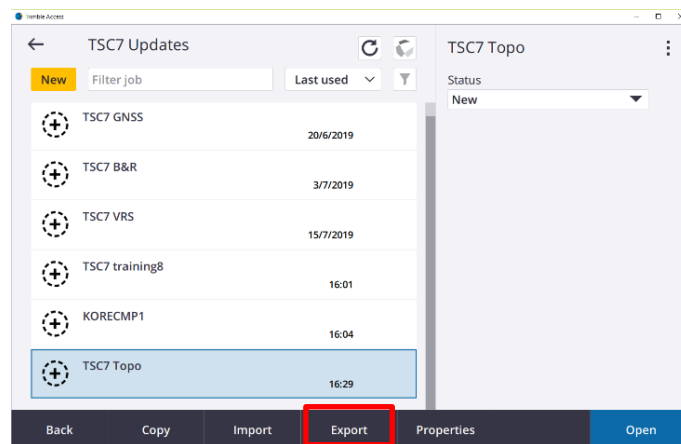 Trimble Access
TSC7 Updates
New
Filter job
Last used
TSC7 GNSS
20/6/2019
TSC7 B&R
3/7/2019
TSC7 VRS
15/7/2019
TSC7 training8
16:01
KORECMP1
16:04
TSC7 Topo
16:29
TSC7 Topo
Status
New
Back Copy Import Export Properties Open